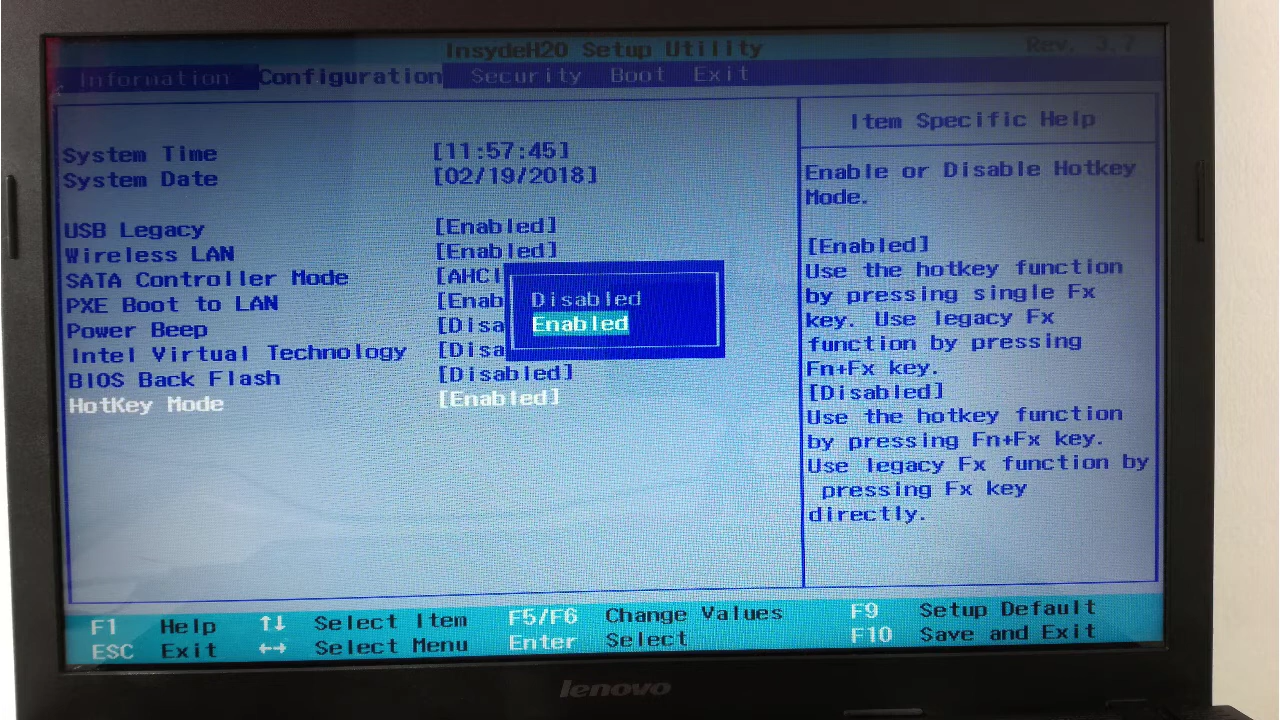 InsydeH20 Setup Utility Rev. 3.7
Information Configuration Security Boot Exit
Item Specific Help
System Time [11:57:45]
System Date [02/19/2018]
USB Legacy [Enabled]
Wireless LAN [Enabled]
SATA Controller Mode [AHCI
PXE Boot to LAN [Enab
Power Beep [Disa
Intel Virtual Technology [Disa
BIOS Back Flash [Disabled]
HotKey Mode [Enabled]
Disabled
Enabled
Enable or Disable Hotkey
Mode.
[Enabled]
Use the hotkey function
by pressing single Fx
key. Use legacy Fx
function by pressing
Fn+Fx key.
[Disabled]
Use the hotkey function
by pressing Fn+Fx key.
Use legacy Fx function by
pressing Fx key
directly.
F1 Help ↑↓ Select Item F5/F6 Change Values F9 Setup Default
ESC Exit ←→ Select Menu Enter Select F10 Save and Exit
lenovo